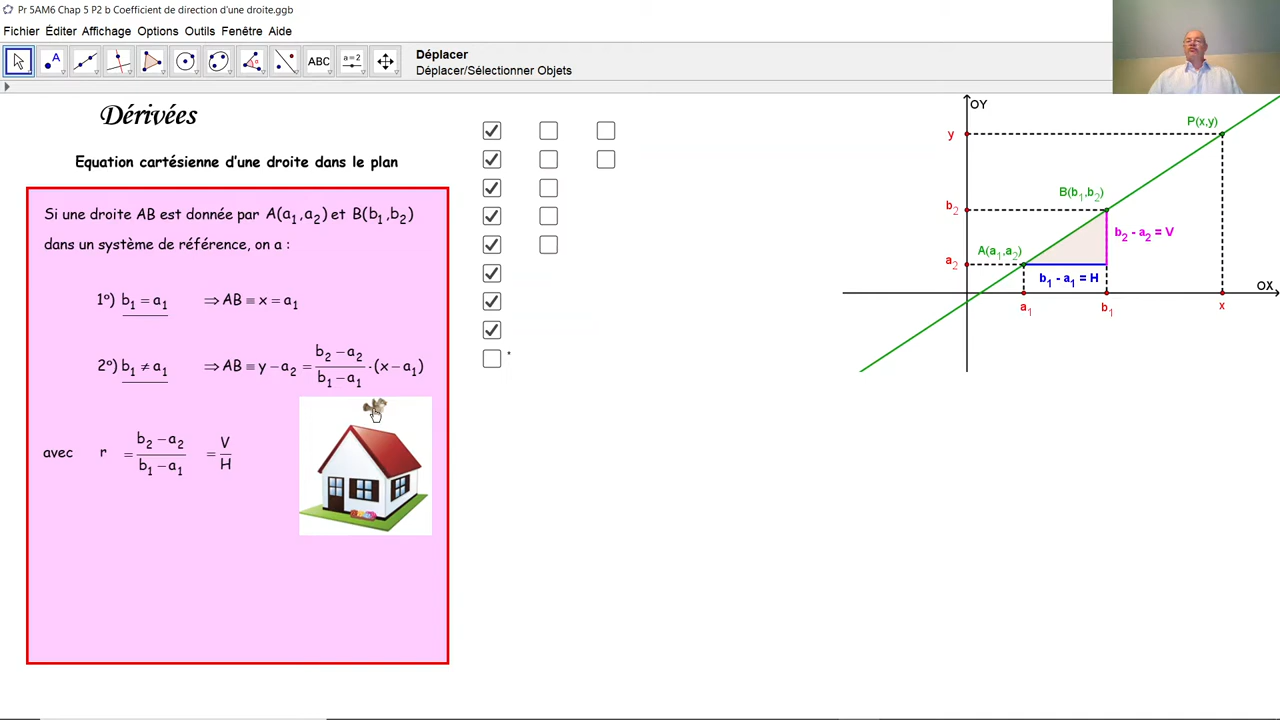 Pr 5AM6 Chap 5 P2 b Coefficient de direction d'une droite.ggb
Fichier Éditer Affichage Options Outils Fenêtre Aide
A ABC a=2
Déplacer
Déplacer/Sélectionner Objets
Dérivées
Equation cartésienne d'une droite dans le plan
Si une droite AB est donnée par A(a₁,a₂) et B(b₁,b₂)
dans un système de référence, on a :
1°) b₁ = a₁ ⇒ AB ≡ x = a₁
2°) b₁ ≠ a₁ ⇒ AB ≡ y − a₂ = (b₂ − a₂)/(b₁ − a₁) · (x − a₁)
avec r = (b₂ − a₂)/(b₁ − a₁) = V/H
*
OY
P(x,y)
y
B(b₁,b₂)
b₂
b₂ - a₂ = V
A(a₁,a₂)
a₂
b₁ - a₁ = H
OX
a₁ b₁ x